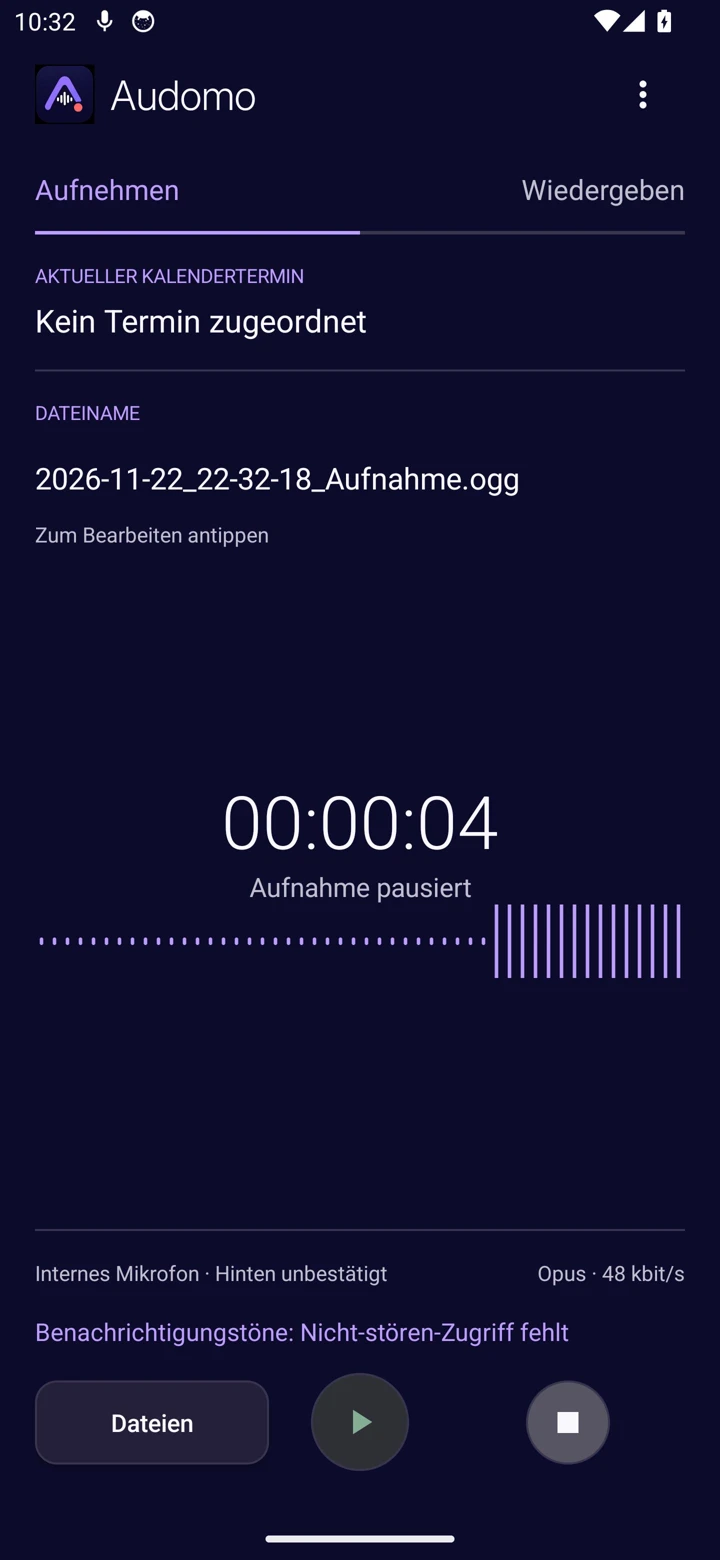 10:32
Audomo
Aufnehmen
Wiedergeben
AKTUELLER KALENDERTERMIN
Kein Termin zugeordnet
DATEINAME
2026-11-22_22-32-18_Aufnahme.ogg
Zum Bearbeiten antippen
00:00:04
Aufnahme pausiert
Internes Mikrofon · Hinten unbestätigt
Opus · 48 kbit/s
Benachrichtigungstöne: Nicht-stören-Zugriff fehlt
Dateien